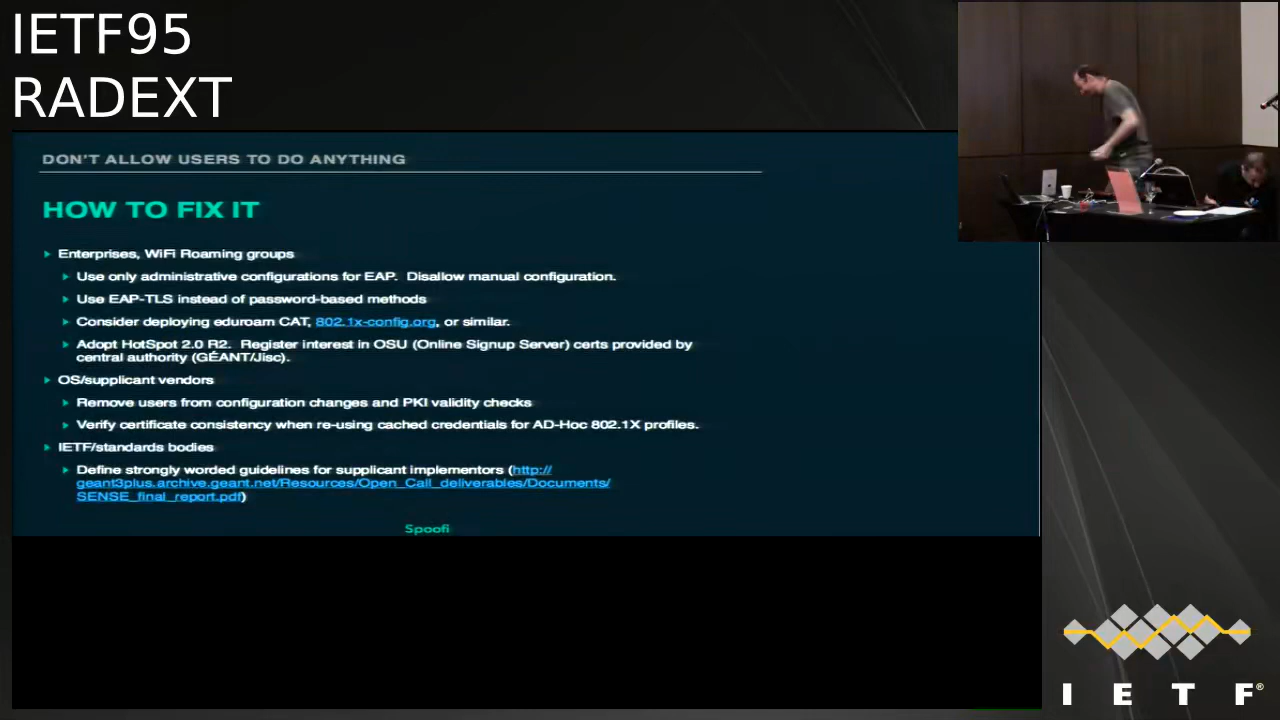 IETF95
RADEXT
DON'T ALLOW USERS TO DO ANYTHING
HOW TO FIX IT
Enterprises, WiFi Roaming groups
Use only administrative configurations for EAP. Disallow manual configuration.
Use EAP-TLS instead of password-based methods
Consider deploying eduroam CAT, 802.1x-config.org, or similar.
Adopt HotSpot 2.0 R2. Register interest in OSU (Online Signup Server) certs provided by
central authority (GÉANT/Jisc).
OS/supplicant vendors
Remove users from configuration changes and PKI validity checks
Verify certificate consistency when re-using cached credentials for AD-Hoc 802.1X profiles.
IETF/standards bodies
Define strongly worded guidelines for supplicant implementors (http://
geant3plus.archive.geant.net/Resources/Open_Call_deliverables/Documents/
SENSE_final_report.pdf)
Spoofi
I E T F®